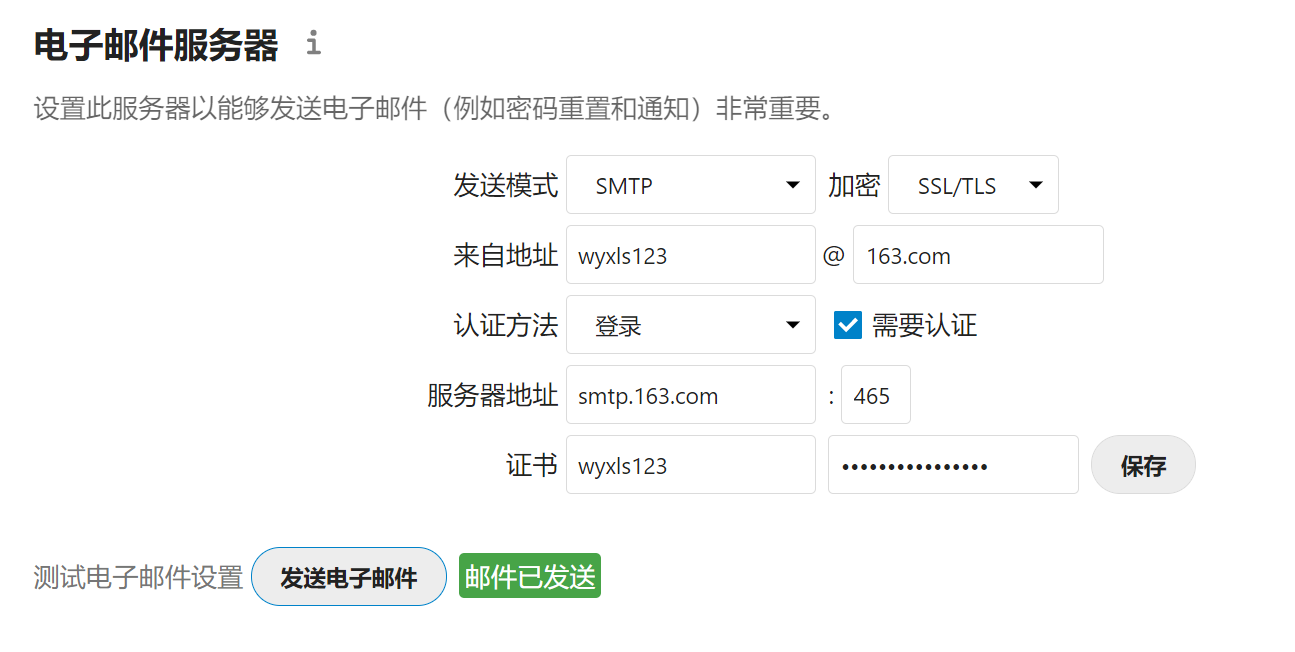 电子邮件服务器
设置此服务器以能够发送电子邮件（例如密码重置和通知）非常重要。
发送模式 SMTP 加密 SSL/TLS
来自地址 wyxls123 @ 163.com
认证方法 登录 需要认证
服务器地址 smtp.163.com : 465
证书 wyxls123 •••••••••••••••• 保存
测试电子邮件设置 发送电子邮件 邮件已发送